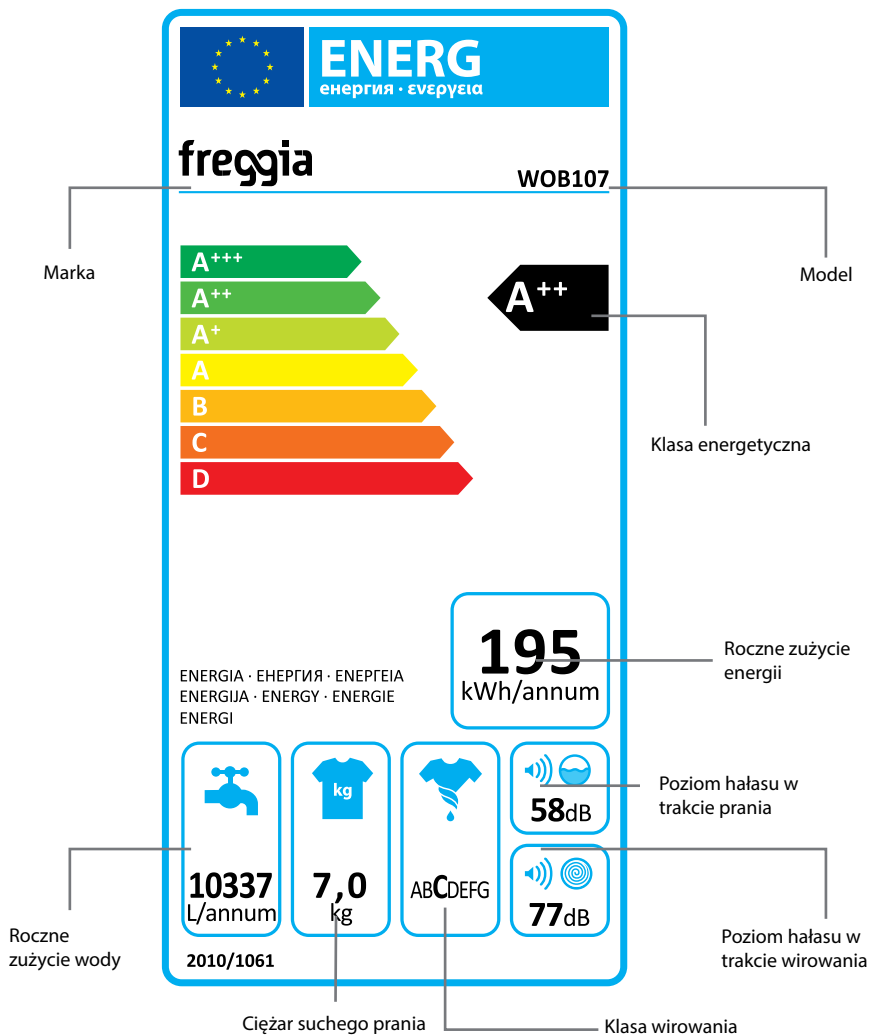 ENERG
енергия · ενεργεια
freggia
WOB107
Marka
Model
A+++
A++
A++
A+
A
B
C
D
Klasa energetyczna
195
kWh/annum
Roczne zużycie
energii
ENERGIA · ЕНЕРГИЯ · ΕΝΕΡΓΕΙΑ
ENERGIJA · ENERGY · ENERGIE
ENERGI
kg
58dB
Poziom hałasu w
trakcie prania
10337
L/annum
7,0
kg
ABCDEFG
77dB
Roczne
zużycie wody
Poziom hałasu w
trakcie wirowania
2010/1061
Ciężar suchego prania
Klasa wirowania